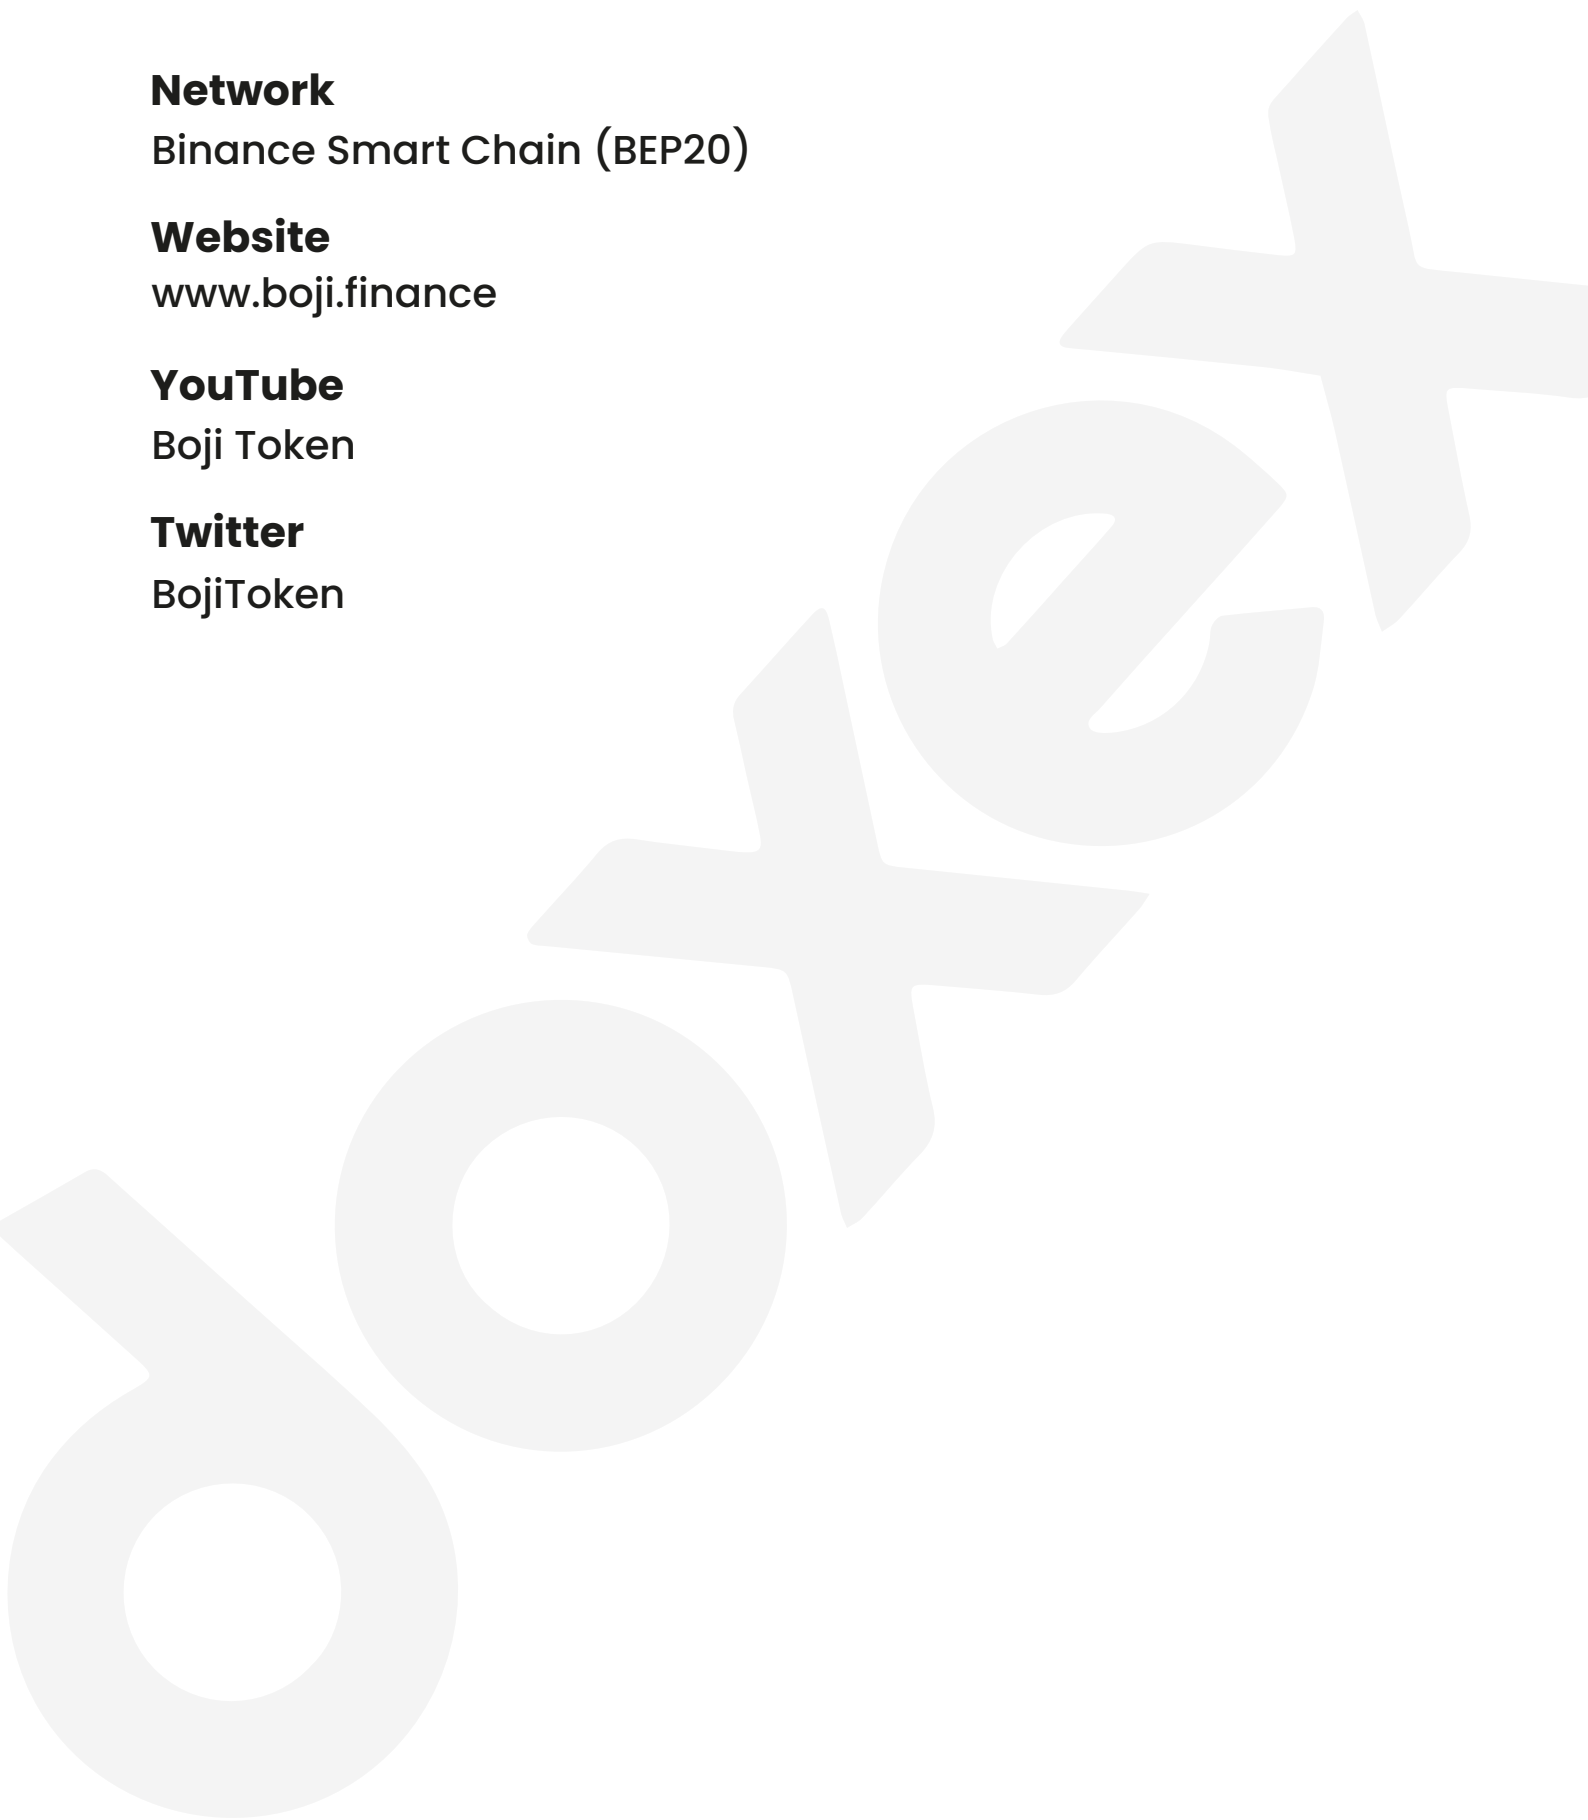 Network
Binance Smart Chain (BEP20)
Website
www.boji.finance
YouTube
Boji Token
Twitter
BojiToken
doxex